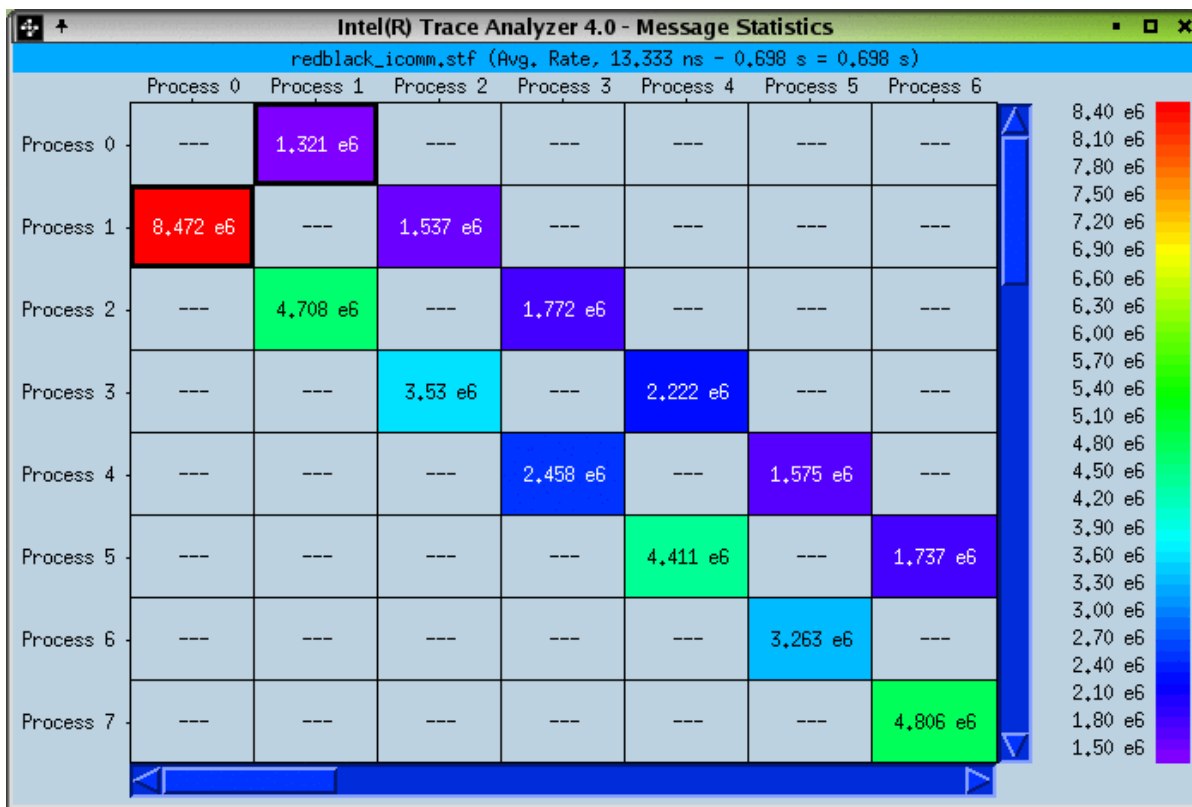 Intel(R) Trace Analyzer 4.0 - Message Statistics
redblack_icomm.stf (Avg. Rate, 13.333 ns - 0.698 s = 0.698 s)
Process 0 Process 1 Process 2 Process 3 Process 4 Process 5 Process 6
Process 0 --- 1.321 e6 --- --- --- --- ---
Process 1 8.472 e6 --- 1.537 e6 --- --- --- ---
Process 2 --- 4.708 e6 --- 1.772 e6 --- --- ---
Process 3 --- --- 3.53 e6 --- 2.222 e6 --- ---
Process 4 --- --- --- 2.458 e6 --- 1.575 e6 ---
Process 5 --- --- --- --- 4.411 e6 --- 1.737 e6
Process 6 --- --- --- --- --- 3.263 e6 ---
Process 7 --- --- --- --- --- --- 4.806 e6
8.40 e6
8.10 e6
7.80 e6
7.50 e6
7.20 e6
6.90 e6
6.60 e6
6.30 e6
6.00 e6
5.70 e6
5.40 e6
5.10 e6
4.80 e6
4.50 e6
4.20 e6
3.90 e6
3.60 e6
3.30 e6
3.00 e6
2.70 e6
2.40 e6
2.10 e6
1.80 e6
1.50 e6